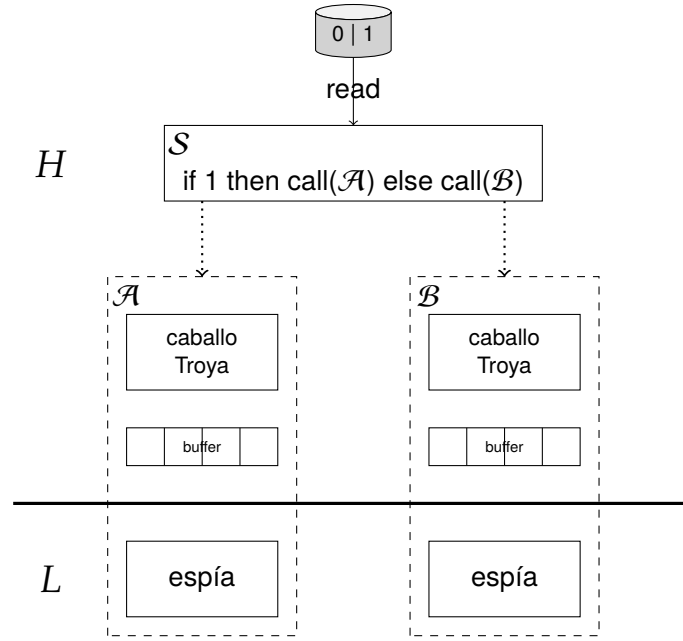 0 | 1
read
H
𝒮
if 1 then call(𝒜) else call(ℬ)
𝒜
ℬ
caballo
Troya
caballo
Troya
buffer
buffer
L
espía
espía